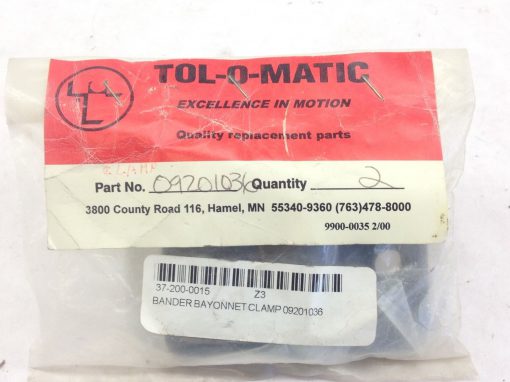 TOL-O-MATIC
EXCELLENCE IN MOTION
Quality replacement parts
CLAMP
Part No. 09201036 Quantity 2
3800 County Road 116, Hamel, MN 55340-9360 (763)478-8000
9900-0035 2/00
37-200-0015 Z3
BANDER BAYONNET CLAMP 09201036